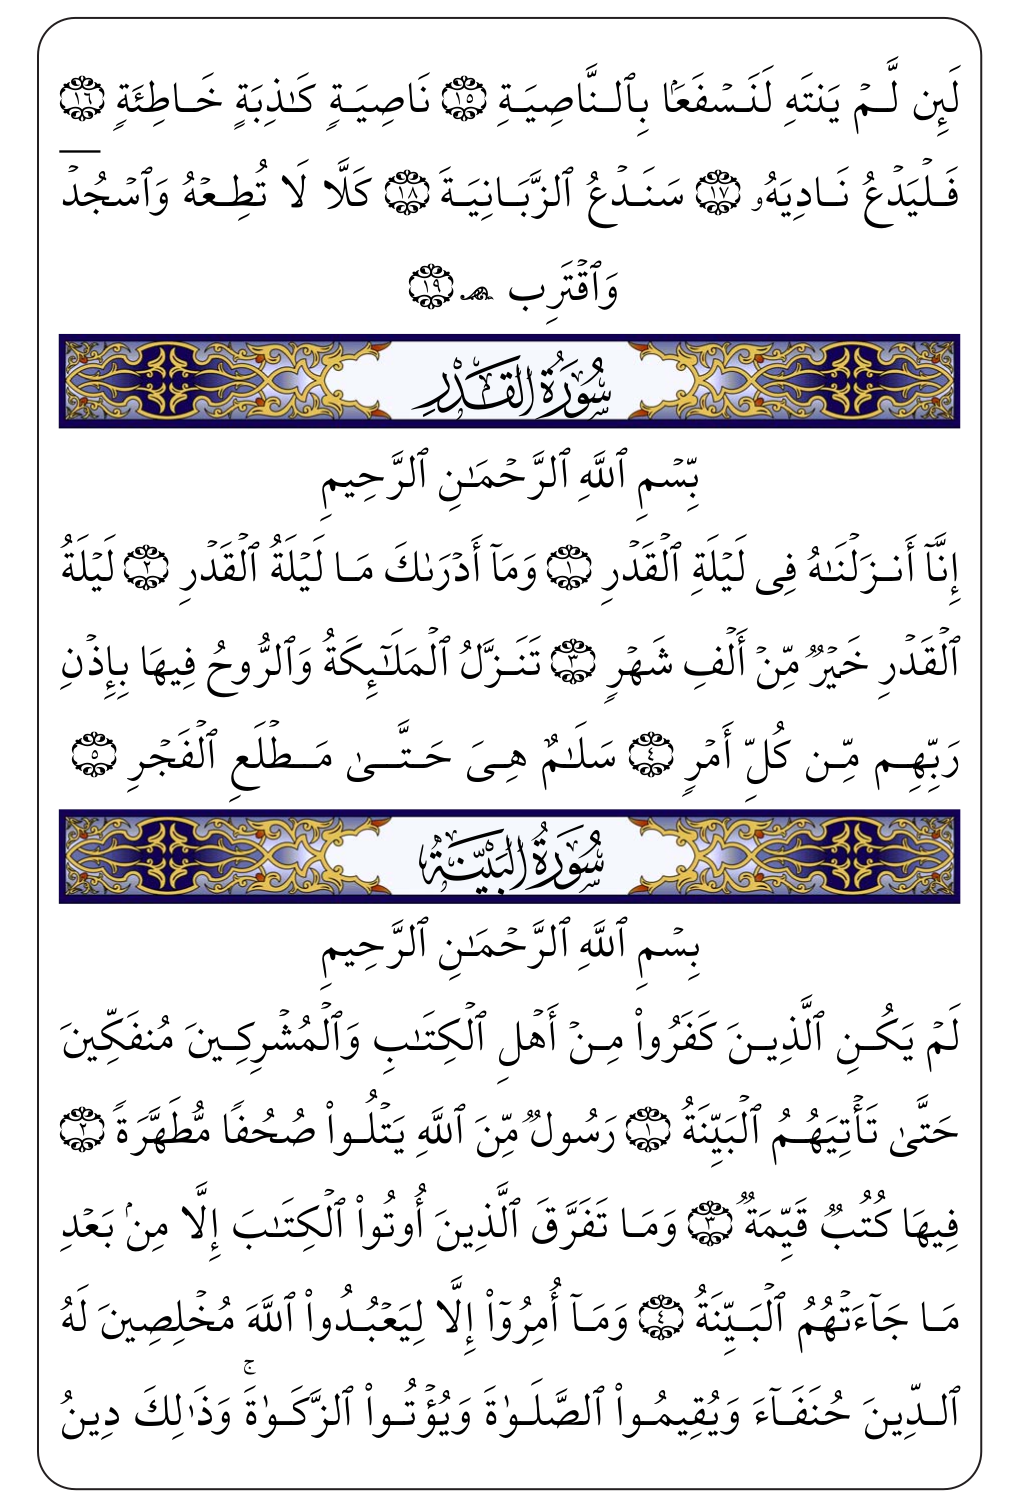 لَئِن لَّمۡ يَنتَهِ لَنَسۡفَعَۢا بِٱلنَّاصِيَةِ ١٥ نَاصِيَةٖ كَٰذِبَةٍ خَاطِئَةٖ ١٦
فَلۡيَدۡعُ نَادِيَهُۥ ١٧ سَنَدۡعُ ٱلزَّبَانِيَةَ ١٨ كَلَّا لَا تُطِعۡهُ وَٱسۡجُدۡ
وَٱقۡتَرِب ۩ ١٩
سُورَةُ القَدۡرِ
بِّسۡمِ ٱللَّهِ ٱلرَّحۡمَٰنِ ٱلرَّحِيمِ
إِنَّآ أَنزَلۡنَٰهُ فِي لَيۡلَةِ ٱلۡقَدۡرِ ١ وَمَآ أَدۡرَىٰكَ مَا لَيۡلَةُ ٱلۡقَدۡرِ ٢ لَيۡلَةُ
ٱلۡقَدۡرِ خَيۡرٞ مِّنۡ أَلۡفِ شَهۡرٖ ٣ تَنَزَّلُ ٱلۡمَلَٰٓئِكَةُ وَٱلرُّوحُ فِيهَا بِإِذۡنِ
رَبِّهِم مِّن كُلِّ أَمۡرٖ ٤ سَلَٰمٌ هِيَ حَتَّىٰ مَطۡلَعِ ٱلۡفَجۡرِ ٥
سُورَةُ البَيِّنَةِ
بِسۡمِ ٱللَّهِ ٱلرَّحۡمَٰنِ ٱلرَّحِيمِ
لَمۡ يَكُنِ ٱلَّذِينَ كَفَرُواْ مِنۡ أَهۡلِ ٱلۡكِتَٰبِ وَٱلۡمُشۡرِكِينَ مُنفَكِّينَ
حَتَّىٰ تَأۡتِيَهُمُ ٱلۡبَيِّنَةُ ١ رَسُولٞ مِّنَ ٱللَّهِ يَتۡلُواْ صُحُفٗا مُّطَهَّرَةٗ ٢
فِيهَا كُتُبٞ قَيِّمَةٞ ٣ وَمَا تَفَرَّقَ ٱلَّذِينَ أُوتُواْ ٱلۡكِتَٰبَ إِلَّا مِنۢ بَعۡدِ
مَا جَآءَتۡهُمُ ٱلۡبَيِّنَةُ ٤ وَمَآ أُمِرُوٓاْ إِلَّا لِيَعۡبُدُواْ ٱللَّهَ مُخۡلِصِينَ لَهُ
ٱلدِّينَ حُنَفَآءَ وَيُقِيمُواْ ٱلصَّلَوٰةَ وَيُؤۡتُواْ ٱلزَّكَوٰةَۚ وَذَٰلِكَ دِينُ